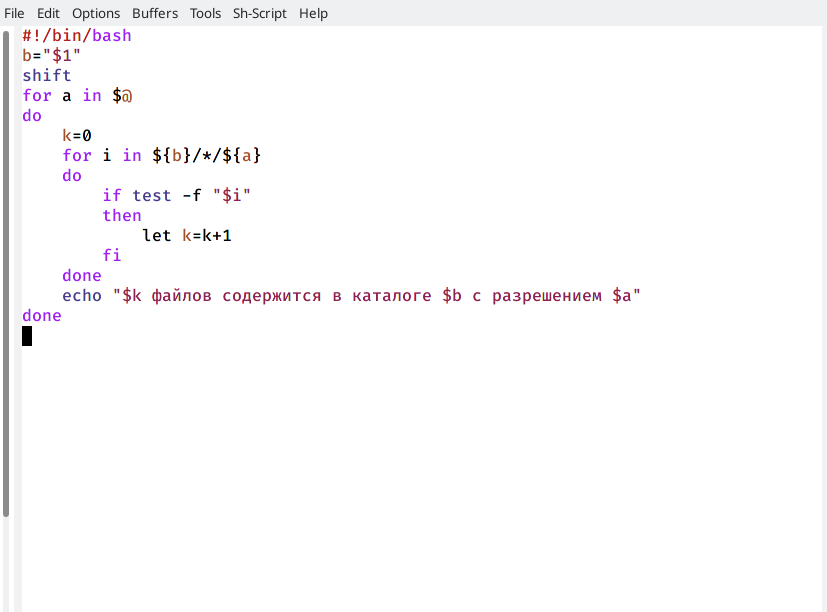 File Edit Options Buffers Tools Sh-Script Help
#!/bin/bash
b="$1"
shift
for a in $@
do
    k=0
    for i in ${b}/*/${a}
    do
        if test -f "$i"
        then
            let k=k+1
        fi
    done
    echo "$k файлов содержится в каталоге $b с разрешением $a"
done